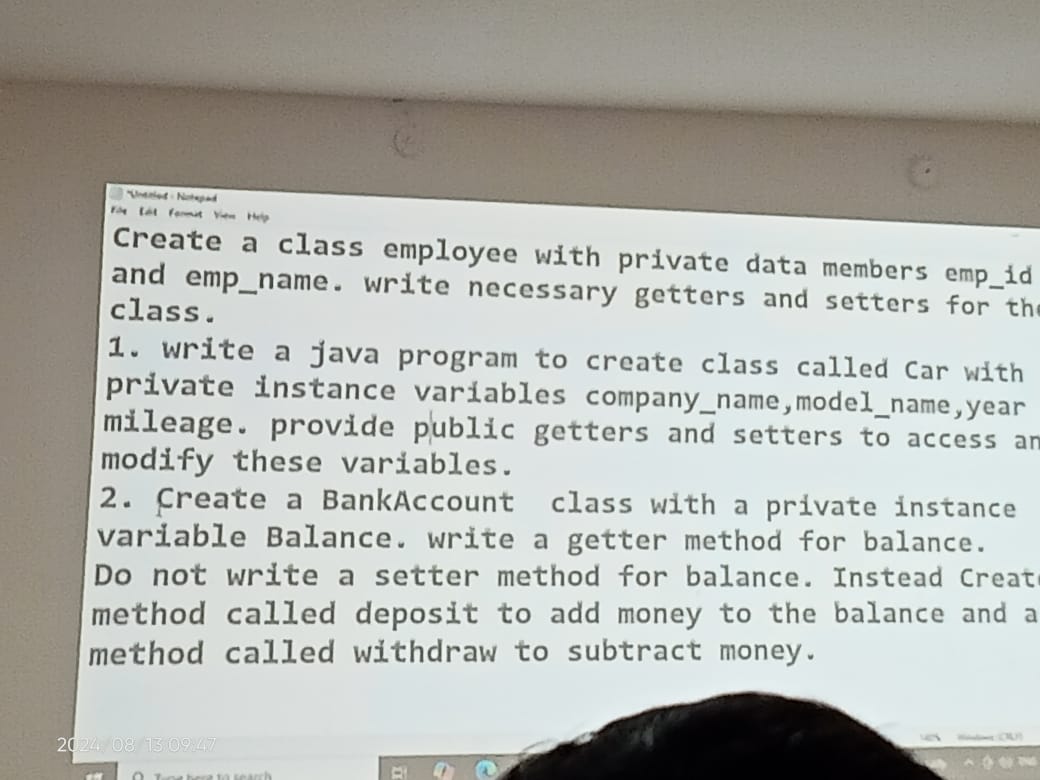 *Untitled - Notepad
File Edit Format View Help
Create a class employee with private data members emp_id
and emp_name. write necessary getters and setters for the
class.
1. write a java program to create class called Car with
private instance variables company_name,model_name,year
mileage. provide public getters and setters to access an
modify these variables.
2. Create a BankAccount  class with a private instance
variable Balance. write a getter method for balance.
Do not write a setter method for balance. Instead Create
method called deposit to add money to the balance and a
method called withdraw to subtract money.
Windows (CRLF)
2024/08/13 09:47
Type here to search